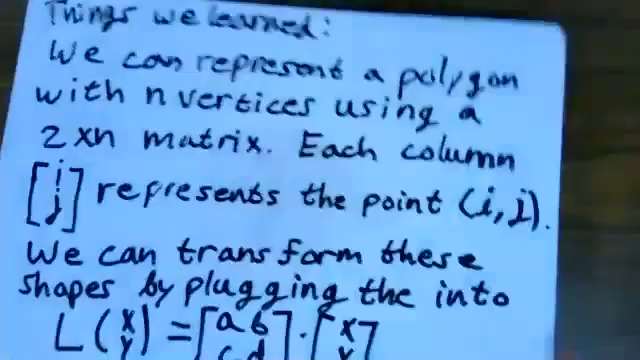 Things we learned:
We can represent a polygon
with n vertices using a
2xn matrix. Each column
[i j] represents the point (i,j).
We can transform these
shapes by plugging the into
L(x y) = [a b c d] · [x y]